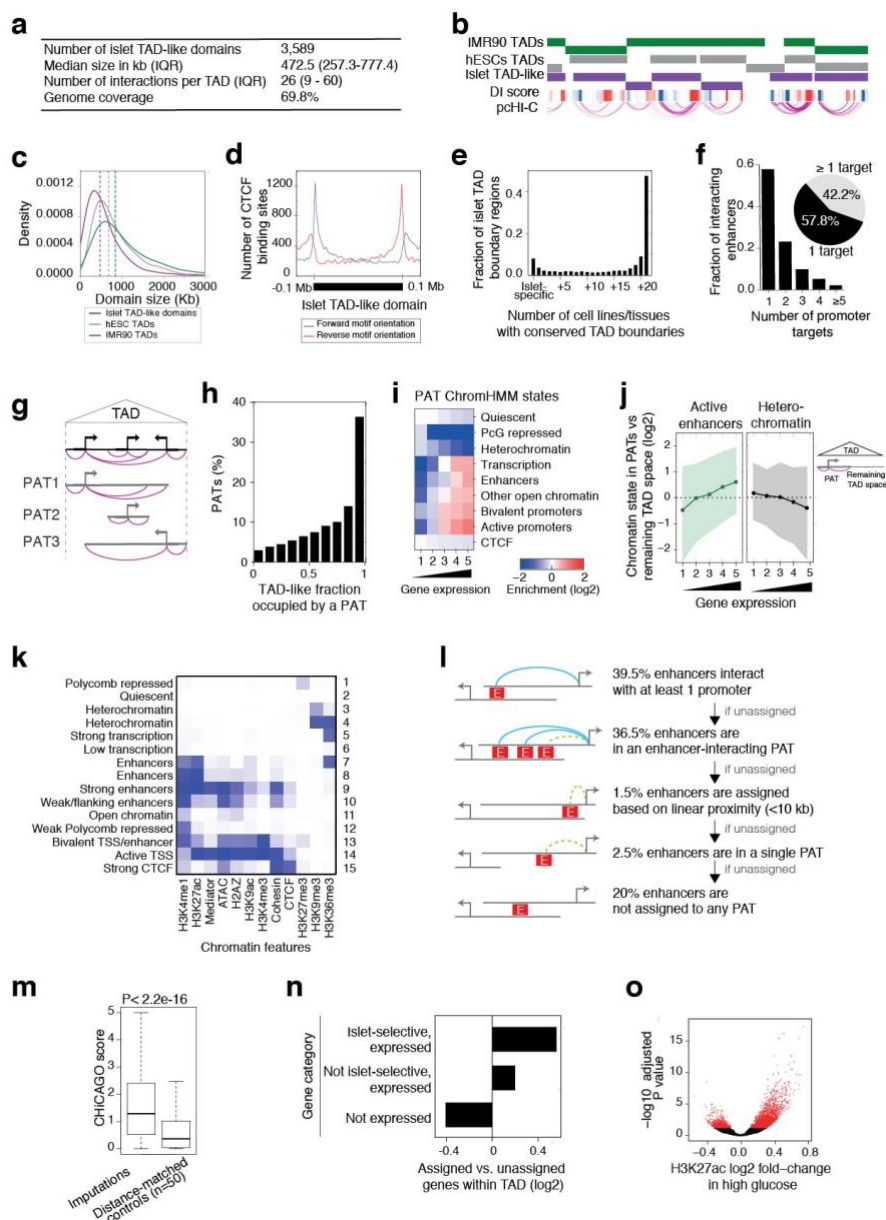 a
Number of islet TAD-like domains 3,589
Median size in kb (IQR) 472.5 (257.3-777.4)
Number of interactions per TAD (IQR) 26 (9 - 60)
Genome coverage 69.8%
b
IMR90 TADs
hESCs TADs
Islet TAD-like
DI score
pcHI-C
c
Density
0.0012
0.0008
0.0004
0.0000
0 1000 2000 3000
Domain size (Kb)
Islet TAD-like domains
hESC TADs
IMR90 TADs
d
Number of CTCF
binding sites
1200
800
400
0
-0.1 Mb 0.1 Mb
Islet TAD-like domain
Forward motif orientation
Reverse motif orientation
e
Fraction of islet TAD
boundary regions
0.4
0.2
0.0
Islet-
specific
+5 +10 +15 +20
Number of cell lines/tissues
with conserved TAD boundaries
f
Fraction of interacting
enhancers
0.6
0.4
0.2
0.0
≥ 1 target
42.2%
57.8%
1 target
1 2 3 4 ≥5
Number of promoter
targets
g
TAD
PAT1
PAT2
PAT3
h
PATs (%)
40
30
20
10
0
0 0.5 1
TAD-like fraction
occupied by a PAT
i
PAT ChromHMM states
Quiescent
PcG repressed
Heterochromatin
Transcription
Enhancers
Other open chromatin
Bivalent promoters
Active promoters
CTCF
1 2 3 4 5
Gene expression
-2 0 2
Enrichment (log2)
j
Active
enhancers
Hetero-
chromatin
Chromatin state in PATs vs
remaining TAD space (log2)
2
1
0
−1
−2
1 2 3 4 5
1 2 3 4 5
Gene expression
TAD
PAT
Remaining
TAD space
k
Polycomb repressed 1
Quiescent 2
Heterochromatin 3
Heterochromatin 4
Strong transcription 5
Low transcription 6
Enhancers 7
Enhancers 8
Strong enhancers 9
Weak/flanking enhancers 10
Open chromatin 11
Weak Polycomb repressed 12
Bivalent TSS/enhancer 13
Active TSS 14
Strong CTCF 15
H3K4me1
H3K27ac
Mediator
ATAC
H2AZ
H3K9ac
H3K4me3
Cohesin
CTCF
H3K27me3
H3K9me3
H3K36me3
Chromatin features
l
E
39.5% enhancers interact
with at least 1 promoter
if unassigned
E E E
36.5% enhancers are
in an enhancer-interacting PAT
if unassigned
E
1.5% enhancers are assigned
based on linear proximity (<10 kb)
if unassigned
E
2.5% enhancers are in a single PAT
if unassigned
E
20% enhancers are
not assigned to any PAT
m
P< 2.2e-16
CHiCAGO score
5
4
3
2
1
0
Imputations
Distance-matched
controls (n=50)
n
Gene category
Islet-selective,
expressed
Not islet-selective,
expressed
Not expressed
-0.4 0 0.4
Assigned vs. unassigned
genes within TAD (log2)
o
−log10 adjusted
P value
15
10
5
0
−0.4 0.0 0.4 0.8
H3K27ac log2 fold−change
in high glucose